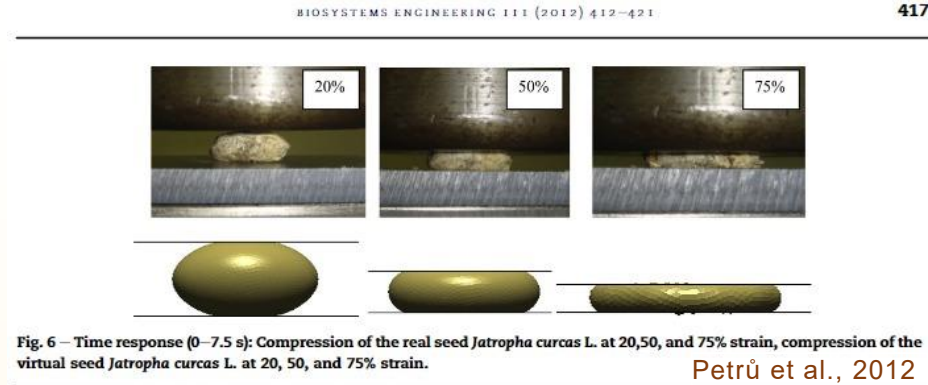 BIOSYSTEMS ENGINEERING III (2012) 412–421
417
20%
50%
75%
Fig. 6 – Time response (0–7.5 s): Compression of the real seed Jatropha curcas L. at 20,50, and 75% strain, compression of the
virtual seed Jatropha curcas L. at 20, 50, and 75% strain.
Petrů et al., 2012